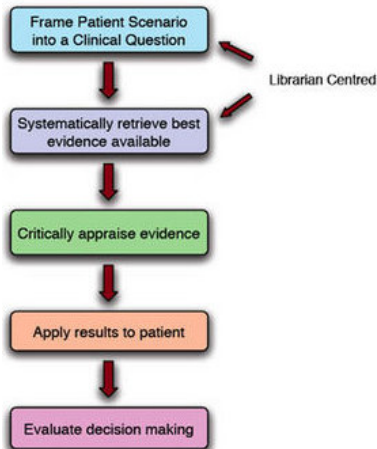 Frame Patient Scenario
into a Clinical Question
Librarian Centred
Systematically retrieve best
evidence available
Critically appraise evidence
Apply results to patient
Evaluate decision making